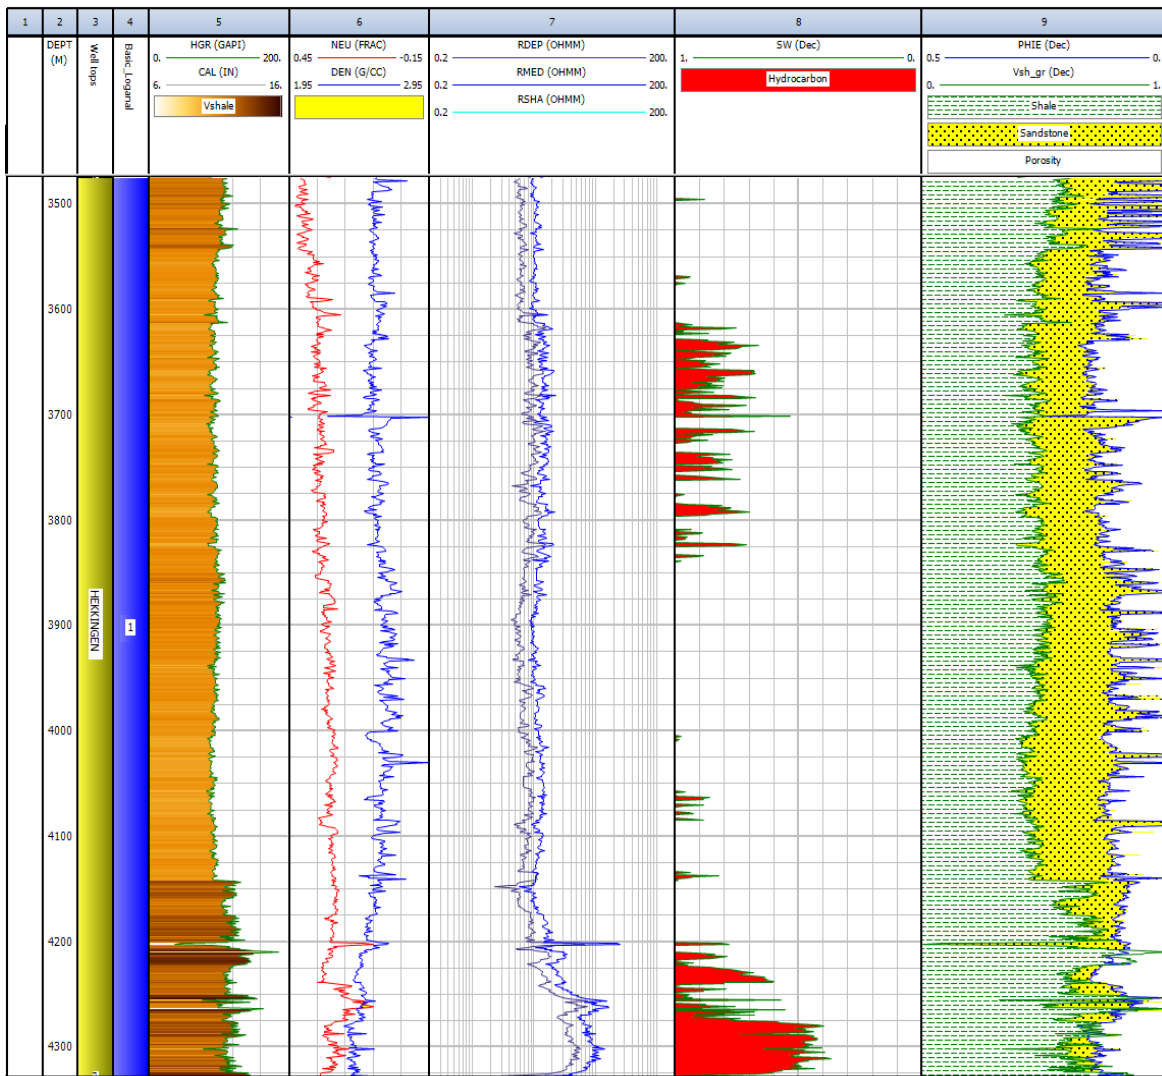 1 2 3 4 5 6 7 8 9
DEPT (M)
Well tops
Basic_Loganal
HGR (GAPI)
0. 200.
CAL (IN)
6. 16.
Vshale
NEU (FRAC)
0.45 -0.15
DEN (G/CC)
1.95 2.95
RDEP (OHMM)
0.2 200.
RMED (OHMM)
0.2 200.
RSHA (OHMM)
0.2 200.
SW (Dec)
1. 0.
Hydrocarbon
PHIE (Dec)
0.5 0.
Vsh_gr (Dec)
0. 1.
Shale
Sandstone
Porosity
3500
3600
3700
3800
3900
HEKKINGEN
1
4000
4100
4200
4300